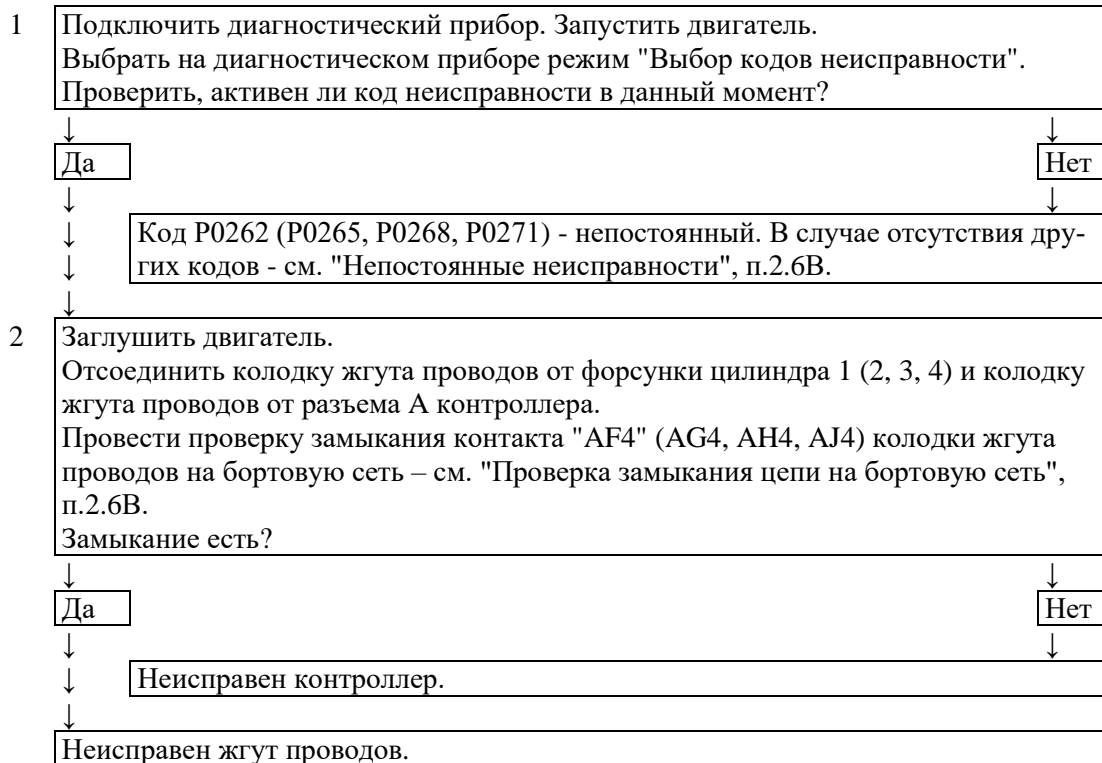 1 Подключить диагностический прибор. Запустить двигатель.
Выбрать на диагностическом приборе режим "Выбор кодов неисправности".
Проверить, активен ли код неисправности в данный момент?
↓ ↓
Да Нет
↓ ↓
↓ Код Р0262 (Р0265, Р0268, Р0271) - непостоянный. В случае отсутствия дру-
↓ гих кодов - см. "Непостоянные неисправности", п.2.6В.
↓
2 Заглушить двигатель.
Отсоединить колодку жгута проводов от форсунки цилиндра 1 (2, 3, 4) и колодку
жгута проводов от разъема А контроллера.
Провести проверку замыкания контакта "AF4" (AG4, AH4, AJ4) колодки жгута
проводов на бортовую сеть – см. "Проверка замыкания цепи на бортовую сеть",
п.2.6В.
Замыкание есть?
↓ ↓
Да Нет
↓ ↓
↓ Неисправен контроллер.
↓
Неисправен жгут проводов.